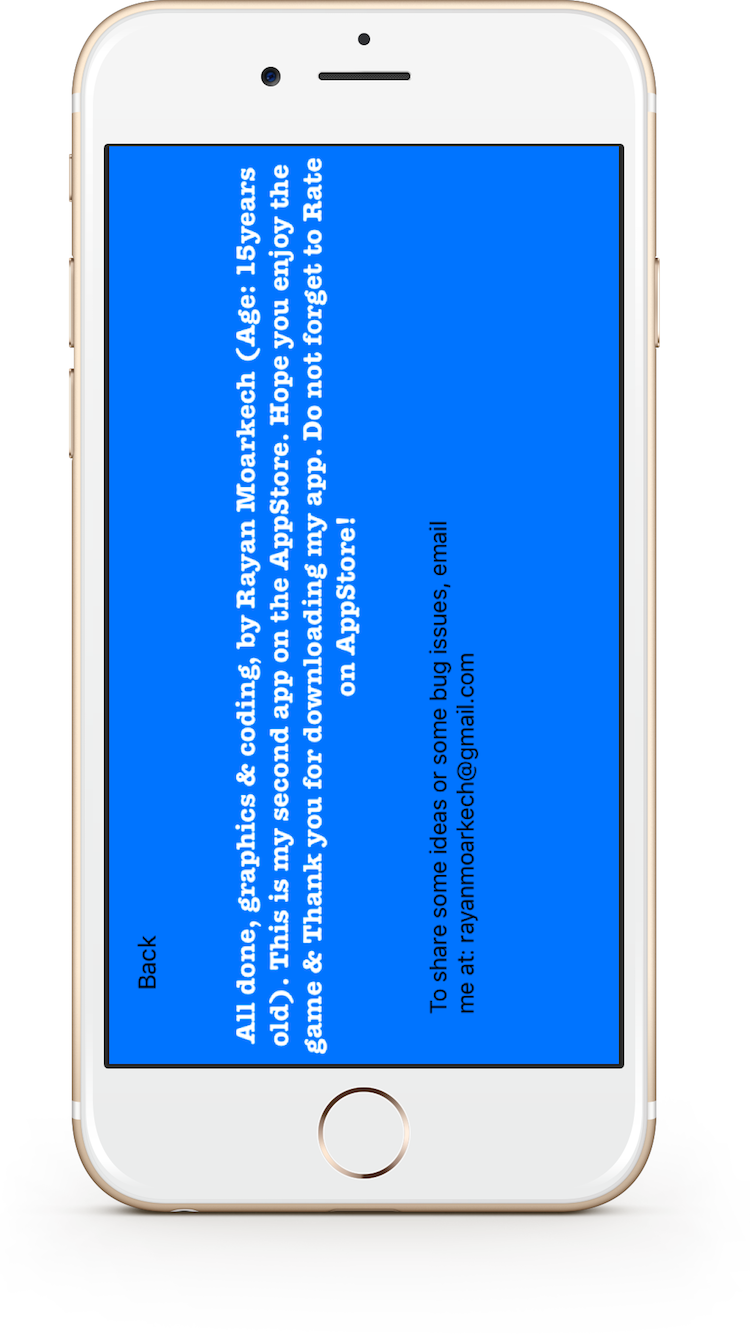 Back
All done, graphics & coding, by Rayan Moarkech (Age: 15years
old). This is my second app on the AppStore. Hope you enjoy the
game & Thank you for downloading my app. Do not forget to Rate
on AppStore!
To share some ideas or some bug issues, email
me at: rayanmoarkech@gmail.com